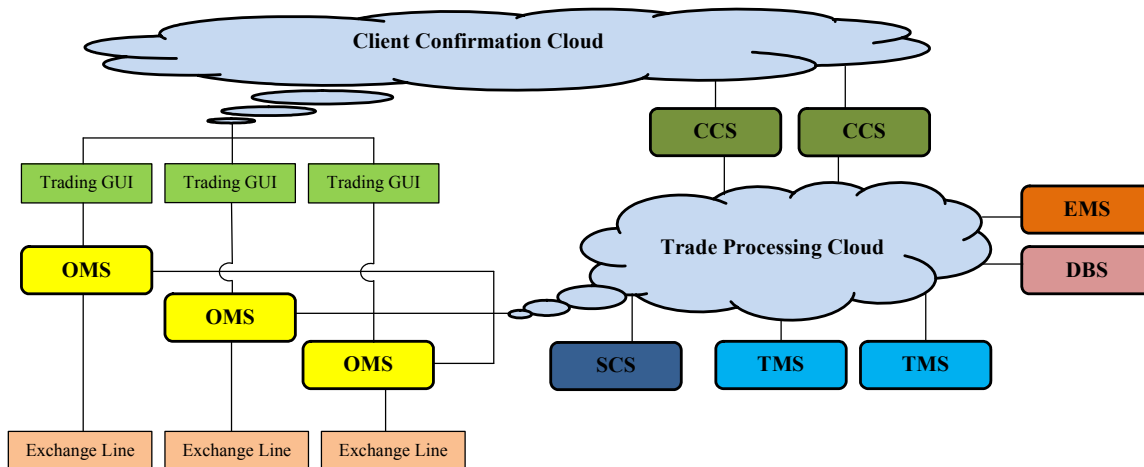 Client Confirmation Cloud
CCS
CCS
Trading GUI
Trading GUI
Trading GUI
EMS
Trade Processing Cloud
OMS
DBS
OMS
OMS
SCS
TMS
TMS
Exchange Line
Exchange Line
Exchange Line